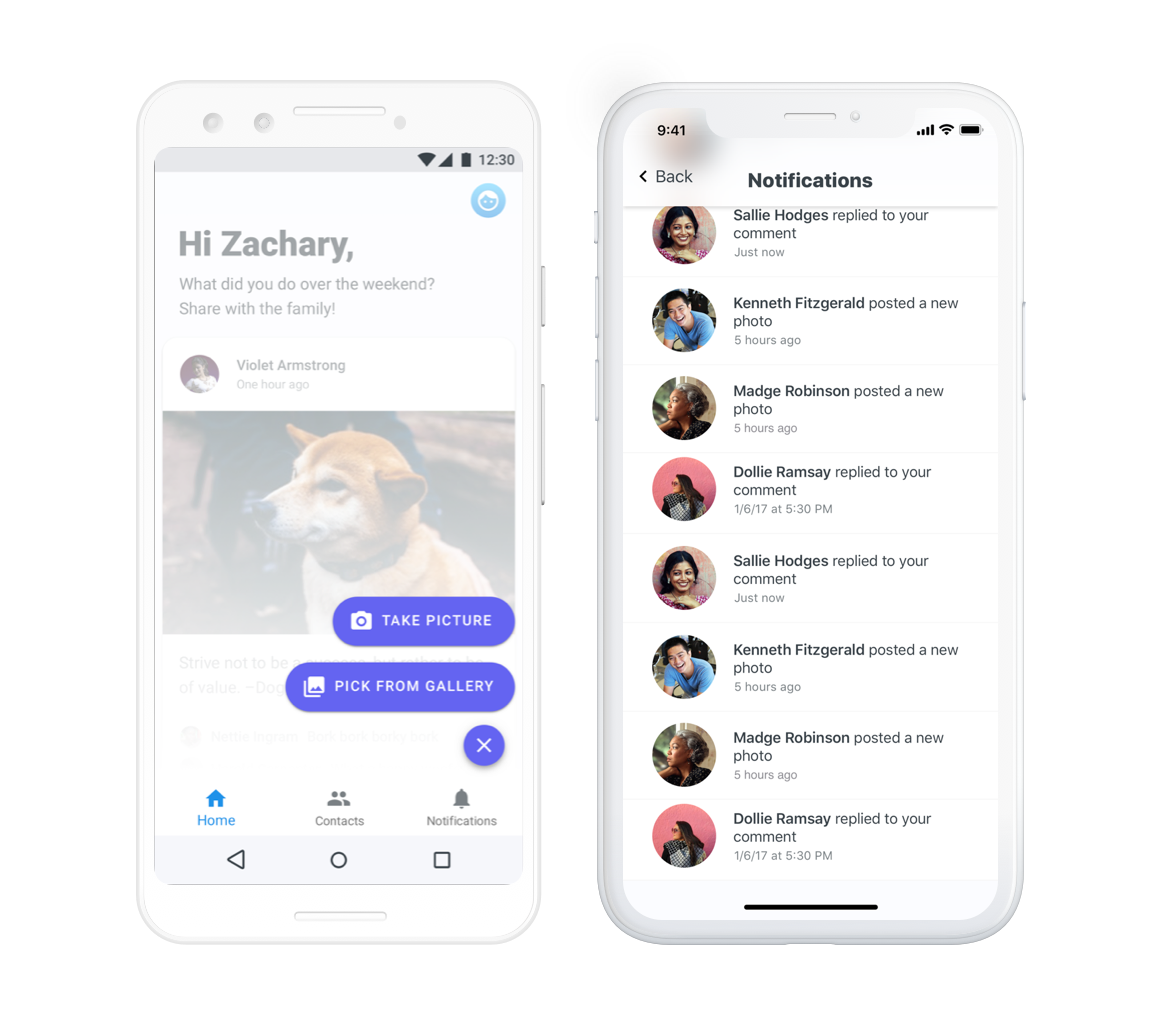 12:30
Hi Zachary,
What did you do over the weekend?
Share with the family!
Violet Armstrong
One hour ago
TAKE PICTURE
Strive not to be a success, but rather to be
of value. –Dog
PICK FROM GALLERY
Nettie Ingram Bork bork borky bork
Home
Contacts
Notifications
9:41
Back
Notifications
Sallie Hodges replied to your
comment
Just now
Kenneth Fitzgerald posted a new
photo
5 hours ago
Madge Robinson posted a new
photo
5 hours ago
Dollie Ramsay replied to your
comment
1/6/17 at 5:30 PM
Sallie Hodges replied to your
comment
Just now
Kenneth Fitzgerald posted a new
photo
5 hours ago
Madge Robinson posted a new
photo
5 hours ago
Dollie Ramsay replied to your
comment
1/6/17 at 5:30 PM